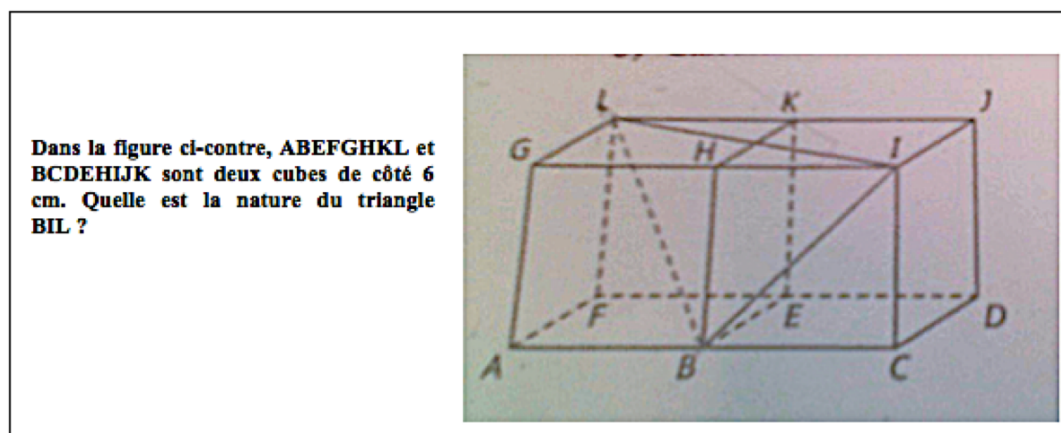 Dans la figure ci-contre, ABEFGHKL et
BCDEHIJK sont deux cubes de côté 6
cm. Quelle est la nature du triangle
BIL ?
L K J
G H I
F E D
A B C